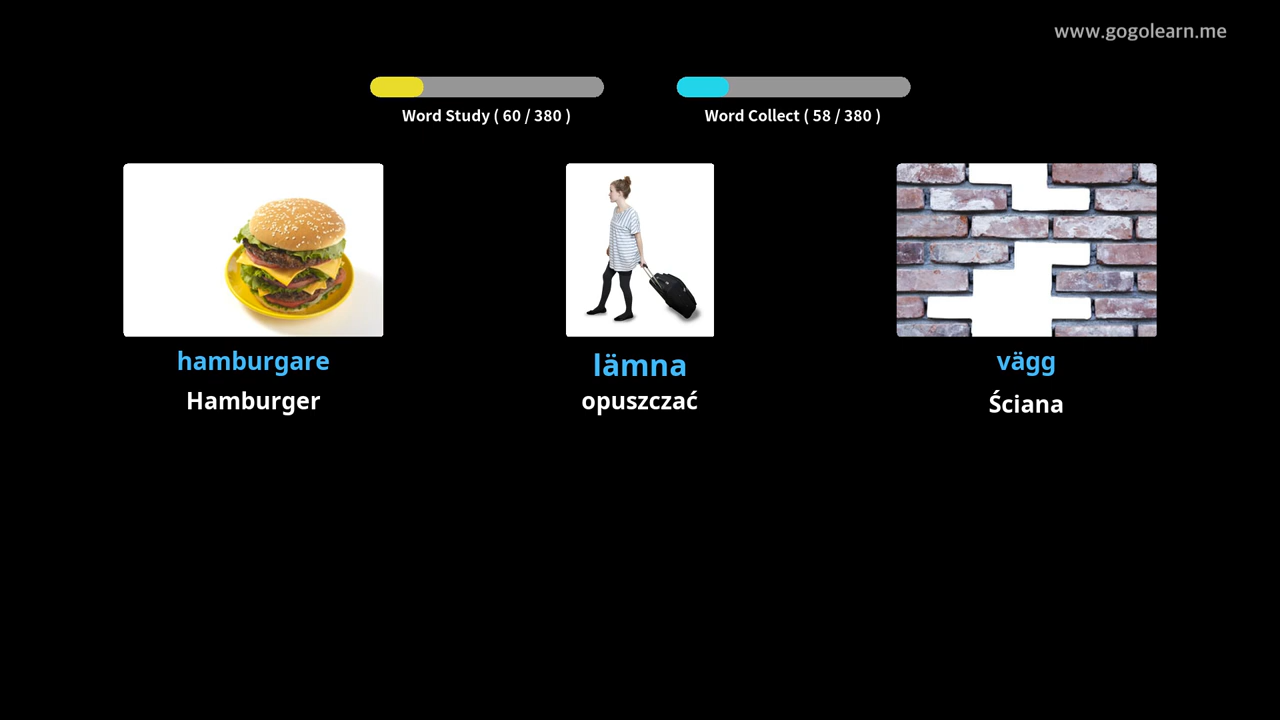 www.gogolearn.me
Word Study ( 60 / 380 )
Word Collect ( 58 / 380 )
hamburgare
lämna
vägg
Hamburger
opuszczać
Ściana